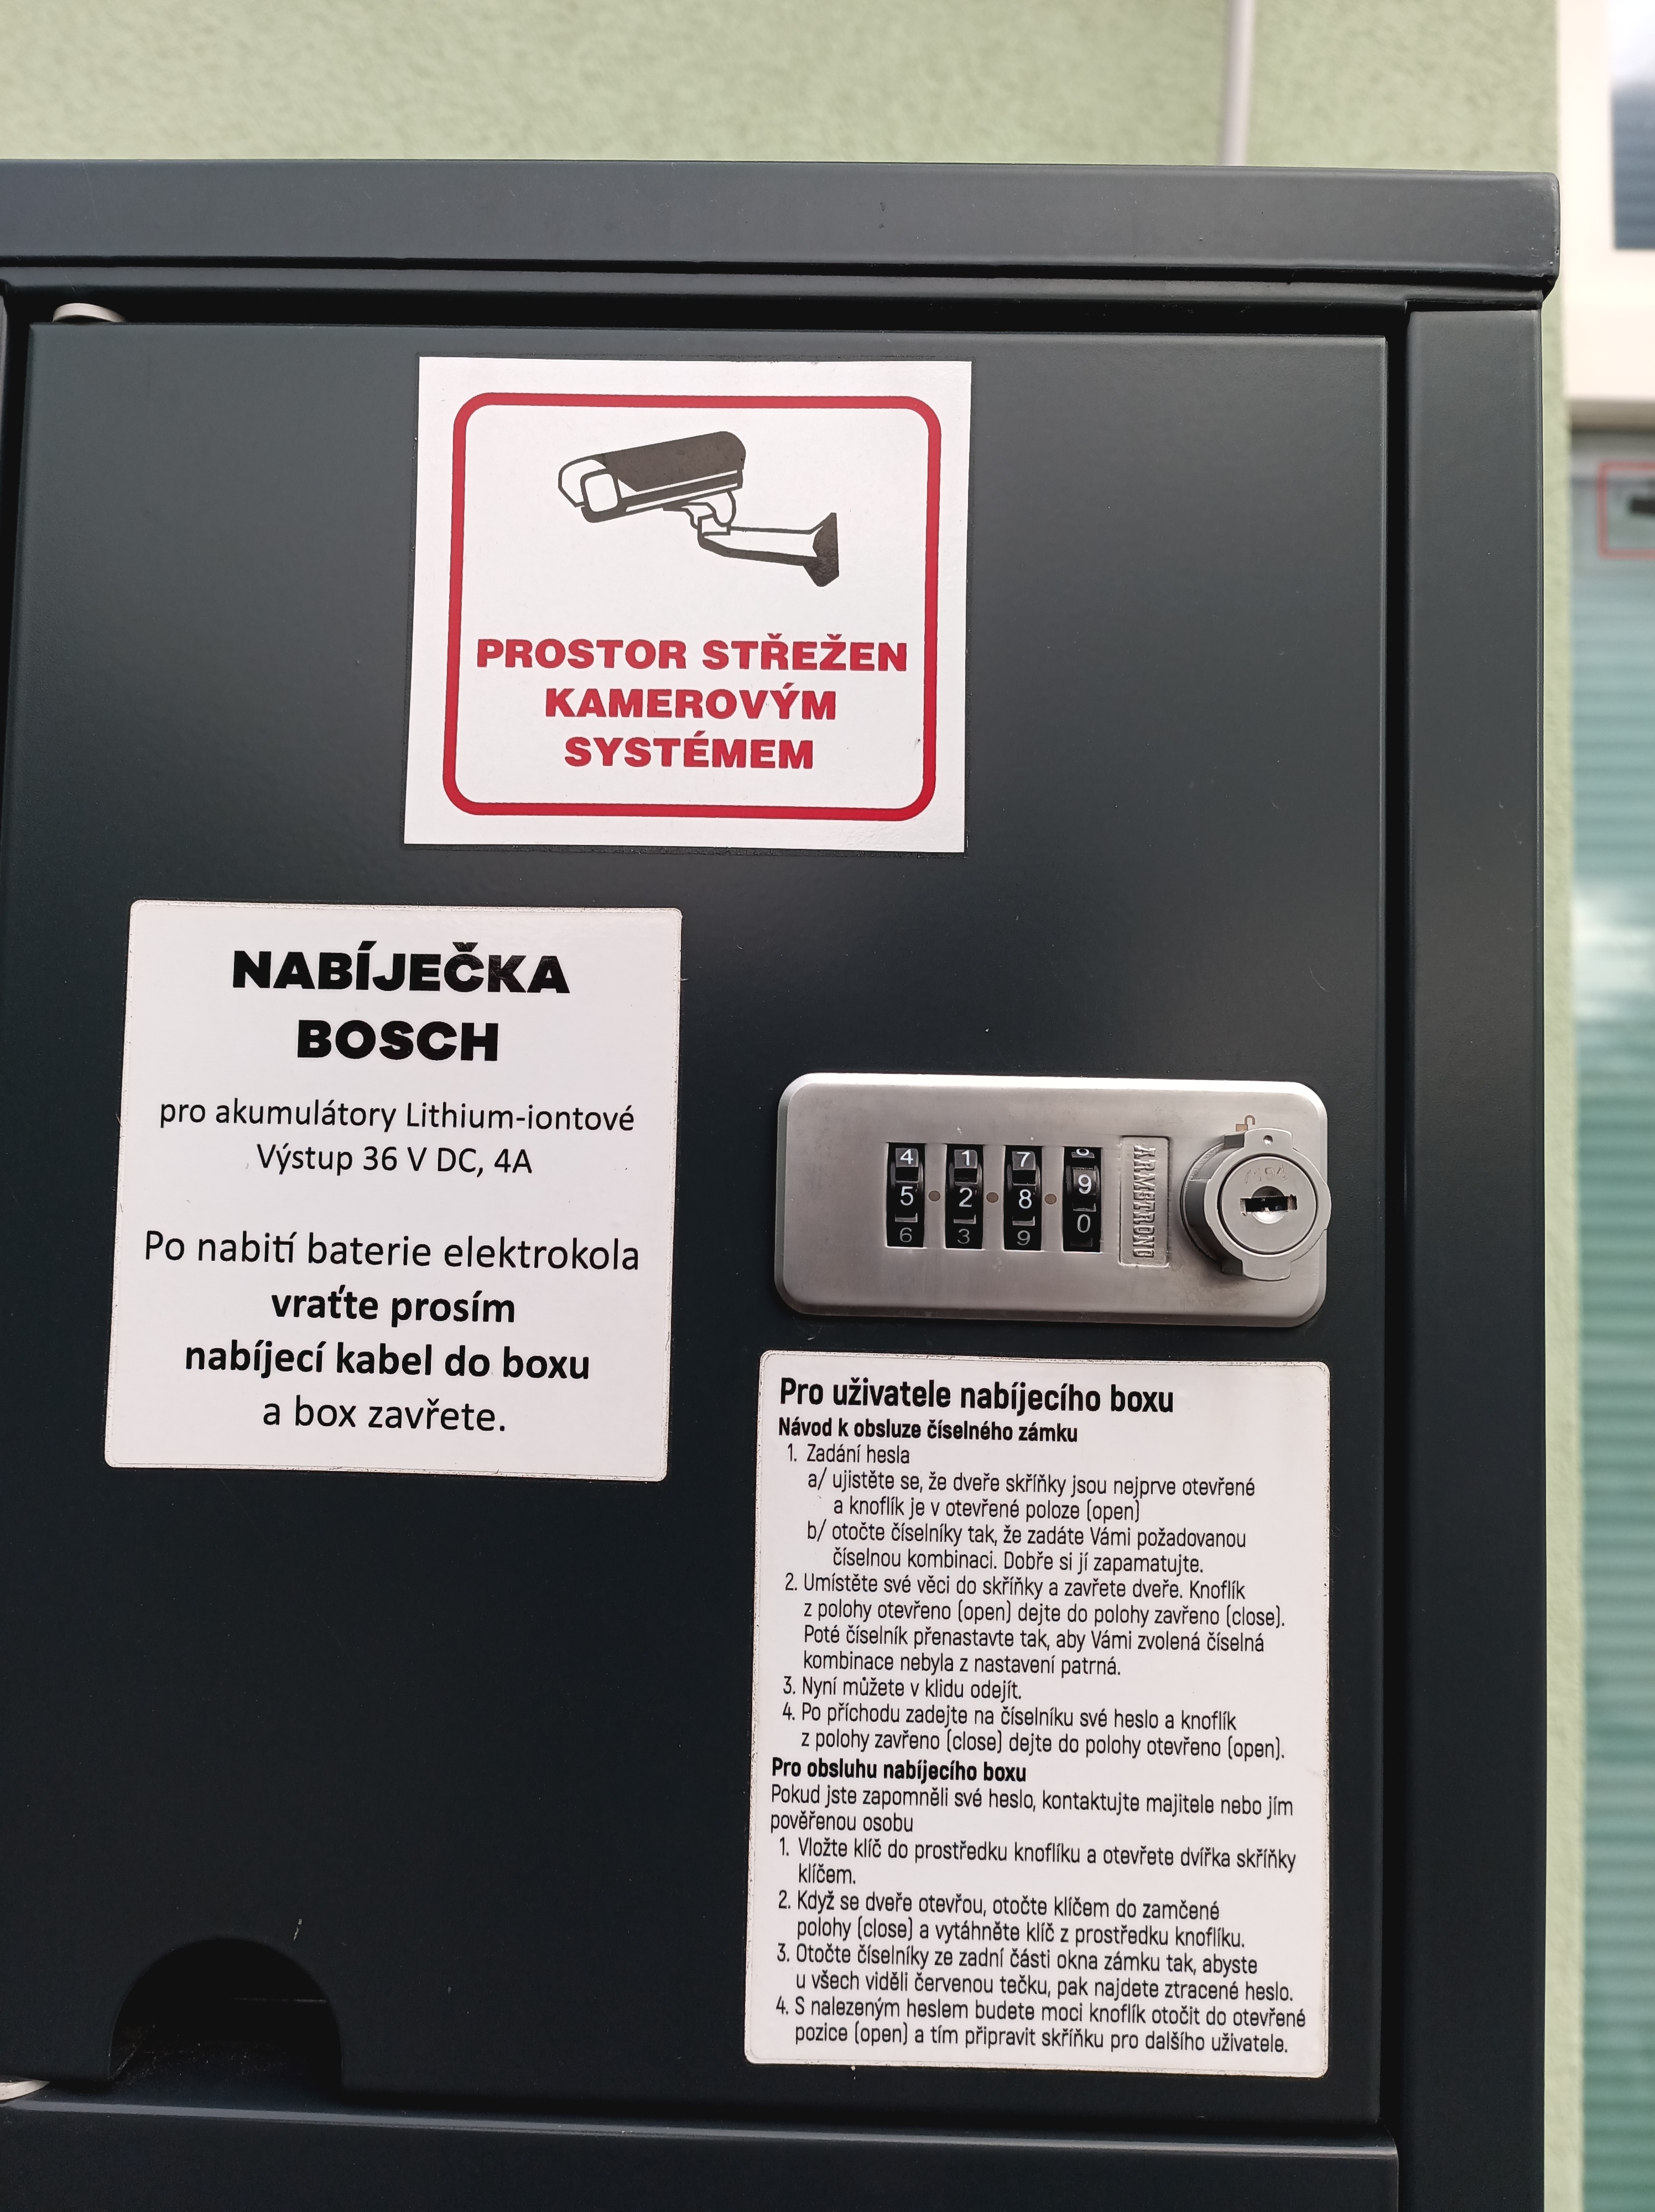 PROSTOR STŘEŽEN
KAMEROVÝM
SYSTÉMEM
NABÍJEČKA
BOSCH
pro akumulátory Lithium-iontové
Výstup 36 V DC, 4A
Po nabití baterie elektrokola
vraťte prosím
nabíjecí kabel do boxu
a box zavřete.
4 1 7 8
5 2 8 9
6 3 9 0
ARMSTRONG
Pro uživatele nabíjecího boxu
Návod k obsluze číselného zámku
1. Zadání hesla
a/ ujistěte se, že dveře skříňky jsou nejprve otevřené
a knoflík je v otevřené poloze (open)
b/ otočte číselníky tak, že zadáte Vámi požadovanou
číselnou kombinaci. Dobře si jí zapamatujte.
2. Umístěte své věci do skříňky a zavřete dveře. Knoflík
z polohy otevřeno (open) dejte do polohy zavřeno (close).
Poté číselník přenastavte tak, aby Vámi zvolená číselná
kombinace nebyla z nastavení patrná.
3. Nyní můžete v klidu odejít.
4. Po příchodu zadejte na číselníku své heslo a knoflík
z polohy zavřeno (close) dejte do polohy otevřeno (open).
Pro obsluhu nabíjecího boxu
Pokud jste zapomněli své heslo, kontaktujte majitele nebo jím
pověřenou osobu
1. Vložte klíč do prostředku knoflíku a otevřete dvířka skříňky
klíčem.
2. Když se dveře otevřou, otočte klíčem do zamčené
polohy (close) a vytáhněte klíč z prostředku knoflíku.
3. Otočte číselníky ze zadní části okna zámku tak, abyste
u všech viděli červenou tečku, pak najdete ztracené heslo.
4. S nalezeným heslem budete moci knoflík otočit do otevřené
pozice (open) a tím připravit skříňku pro dalšího uživatele.